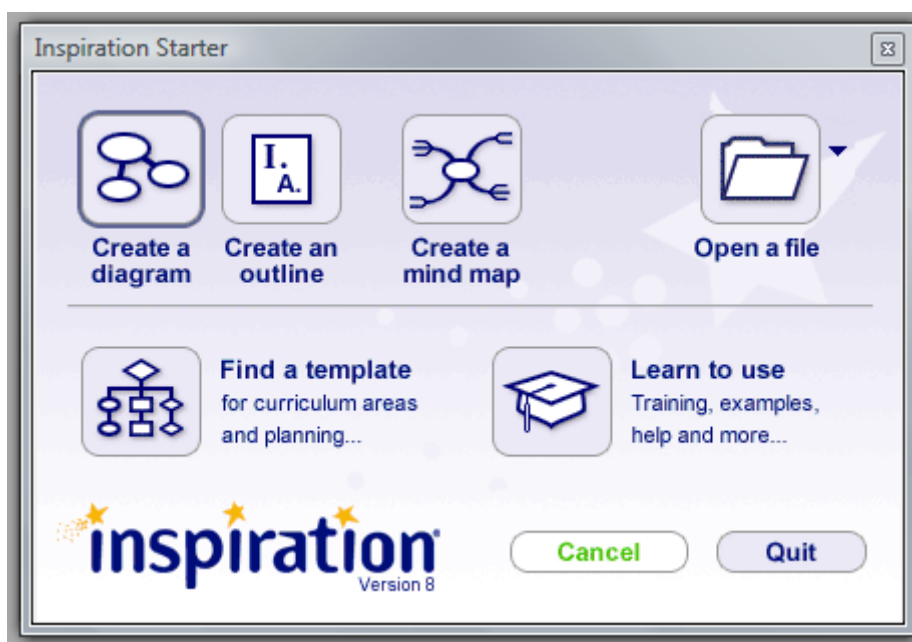 Inspiration Starter
I.
A.
Create a
diagram
Create an
outline
Create a
mind map
Open a file
Find a template
for curriculum areas
and planning...
Learn to use
Training, examples,
help and more...
inspiration®
Version 8
Cancel
Quit